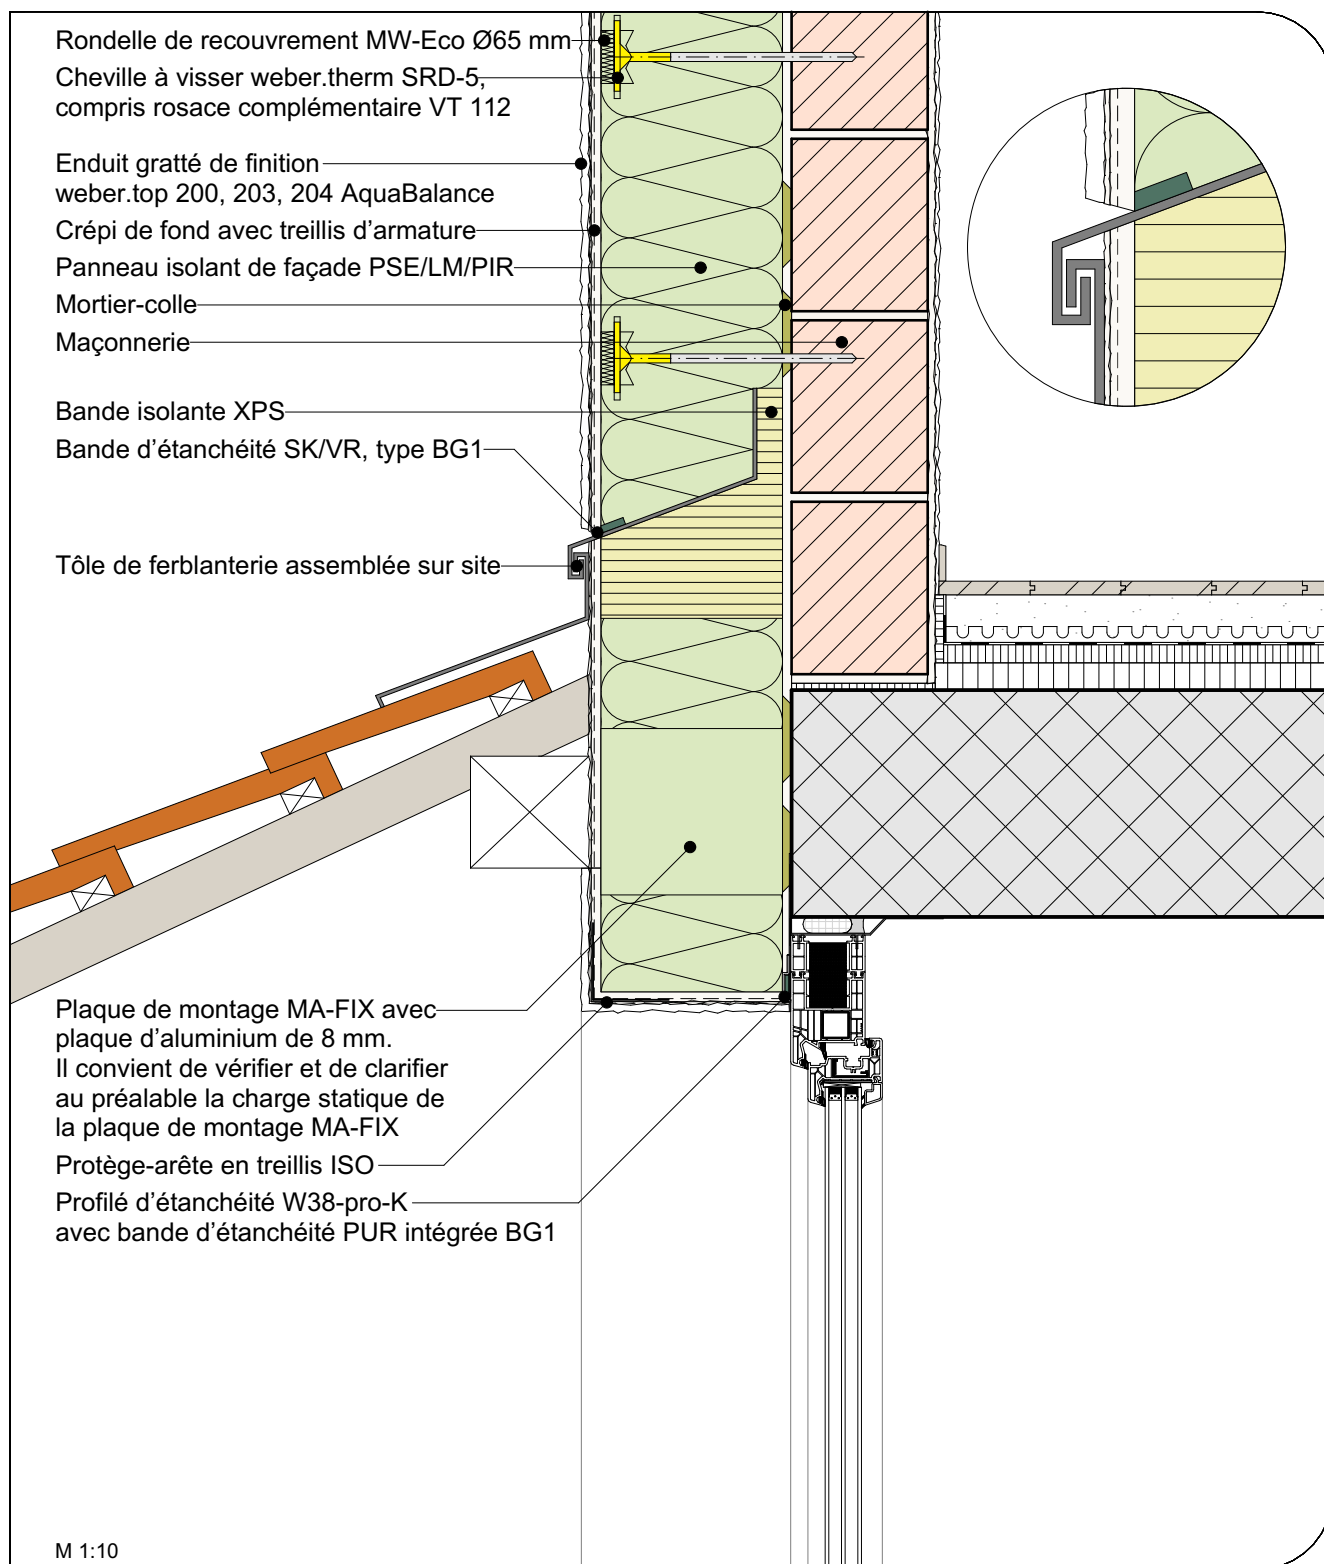 Rondelle de recouvrement MW-Eco Ø65 mm
Cheville à visser weber.therm SRD-5,
compris rosace complémentaire VT 112
Enduit gratté de finition
weber.top 200, 203, 204 AquaBalance
Crépi de fond avec treillis d'armature
Panneau isolant de façade PSE/LM/PIR
Mortier-colle
Maçonnerie
Bande isolante XPS
Bande d'étanchéité SK/VR, type BG1
Tôle de ferblanterie assemblée sur site
Plaque de montage MA-FIX avec
plaque d'aluminium de 8 mm.
Il convient de vérifier et de clarifier
au préalable la charge statique de
la plaque de montage MA-FIX
Protège-arête en treillis ISO
Profilé d'étanchéité W38-pro-K
avec bande d'étanchéité PUR intégrée BG1
M 1:10